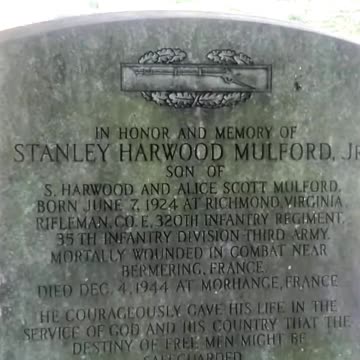 IN HONOR AND MEMORY OF
STANLEY HARWOOD MULFORD, JR
SON OF
S. HARWOOD AND ALICE SCOTT MULFORD.
BORN JUNE 7, 1924 AT RICHMOND, VIRGINIA
RIFLEMAN, CO. E, 320TH INFANTRY REGIMENT,
35TH INFANTRY DIVISION-THIRD ARMY
MORTALLY WOUNDED IN COMBAT NEAR
BERMERING, FRANCE
DIED DEC. 4, 1944 AT MORHANGE, FRANCE
HE COURAGEOUSLY GAVE HIS LIFE IN THE
SERVICE OF GOD AND HIS COUNTRY THAT THE
DESTINY OF FREE MEN MIGHT BE
SAFEGUARDED